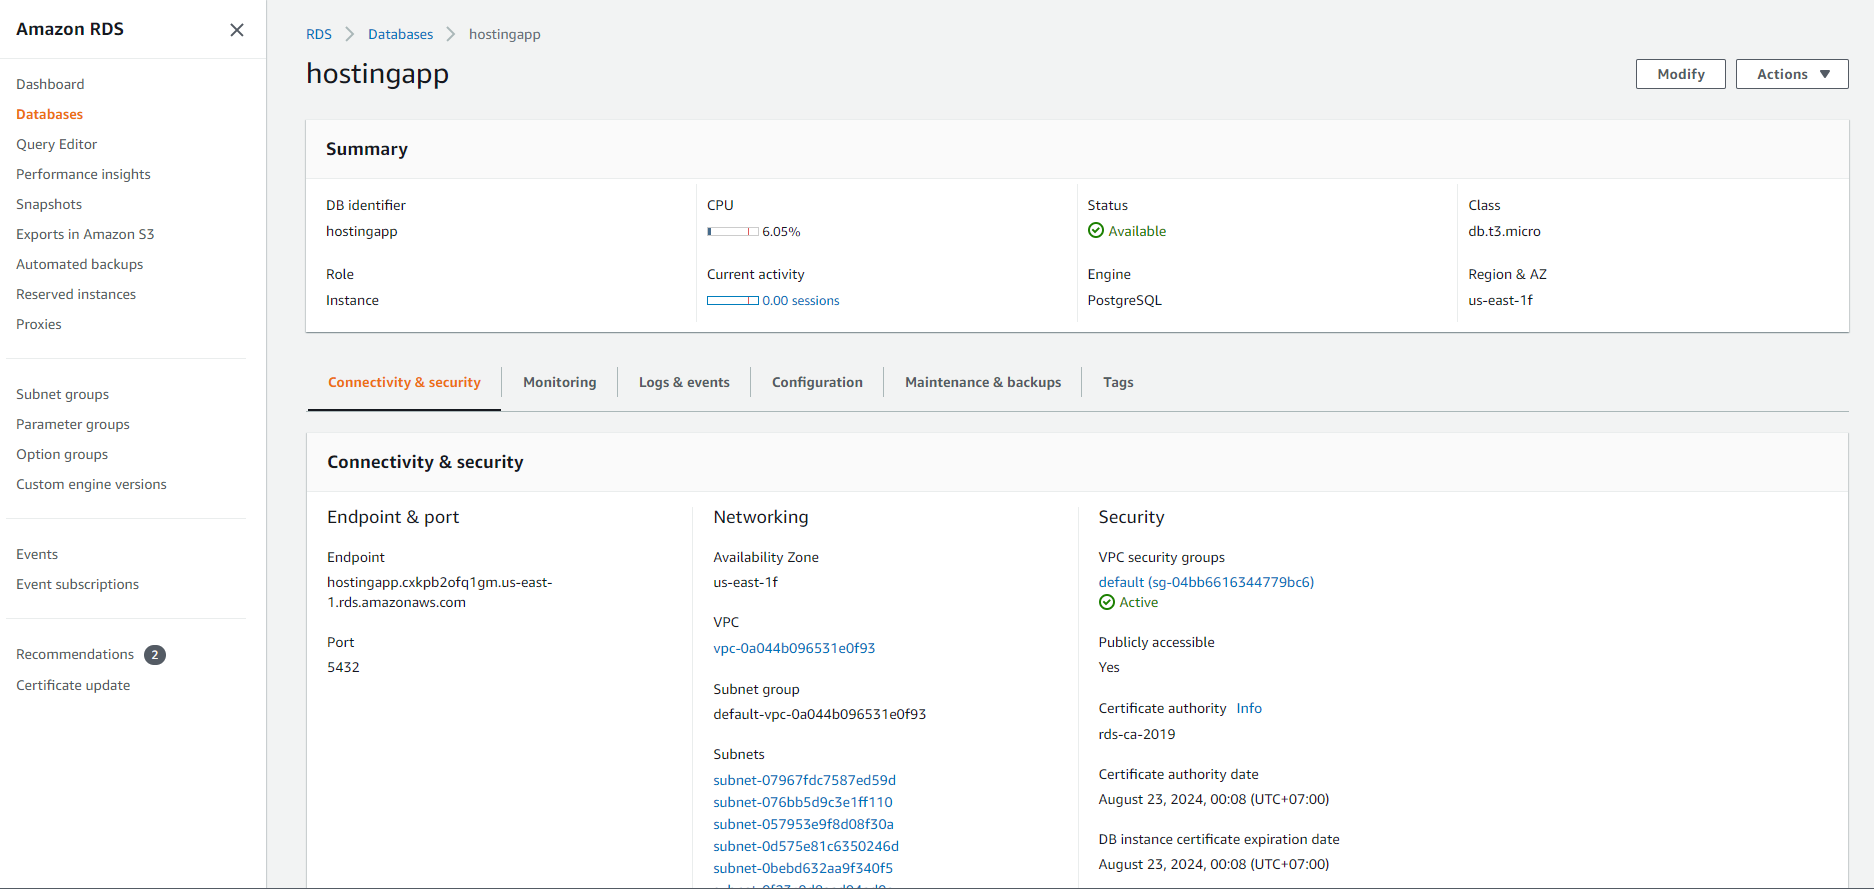 Amazon RDS
Dashboard
Databases
Query Editor
Performance insights
Snapshots
Exports in Amazon S3
Automated backups
Reserved instances
Proxies
Subnet groups
Parameter groups
Option groups
Custom engine versions
Events
Event subscriptions
Recommendations 2
Certificate update
RDS > Databases > hostingapp
hostingapp
Modify
Actions
Summary
DB identifier
hostingapp
Role
Instance
CPU
6.05%
Current activity
0.00 sessions
Status
Available
Engine
PostgreSQL
Class
db.t3.micro
Region & AZ
us-east-1f
Connectivity & security
Monitoring
Logs & events
Configuration
Maintenance & backups
Tags
Connectivity & security
Endpoint & port
Endpoint
hostingapp.cxkpb2ofq1gm.us-east-
1.rds.amazonaws.com
Port
5432
Networking
Availability Zone
us-east-1f
VPC
vpc-0a044b096531e0f93
Subnet group
default-vpc-0a044b096531e0f93
Subnets
subnet-07967fdc7587ed59d
subnet-076bb5d9c3e1ff110
subnet-057953e9f8d08f30a
subnet-0d575e81c6350246d
subnet-0bebd632aa9f340f5
Security
VPC security groups
default (sg-04bb6616344779bc6)
Active
Publicly accessible
Yes
Certificate authority Info
rds-ca-2019
Certificate authority date
August 23, 2024, 00:08 (UTC+07:00)
DB instance certificate expiration date
August 23, 2024, 00:08 (UTC+07:00)